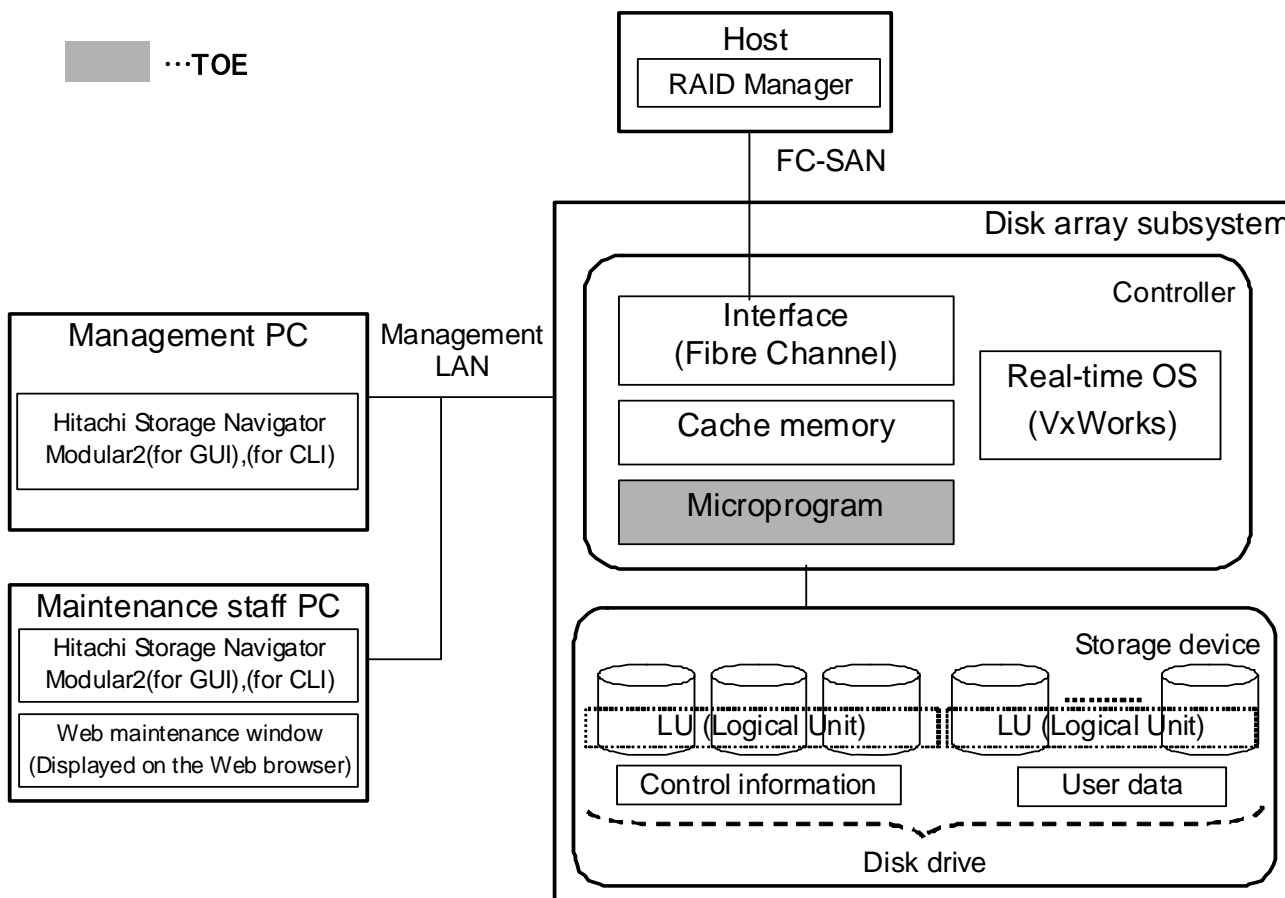 …TOE
Host
RAID Manager
FC-SAN
Disk array subsystem
Controller
Interface
(Fibre Channel)
Cache memory
Microprogram
Real-time OS
(VxWorks)
Management PC
Hitachi Storage Navigator
Modular2(for GUI),(for CLI)
Management
LAN
Maintenance staff PC
Hitachi Storage Navigator
Modular2(for GUI),(for CLI)
Web maintenance window
(Displayed on the Web browser)
Storage device
LU (Logical Unit)
LU (Logical Unit)
Control information
User data
Disk drive